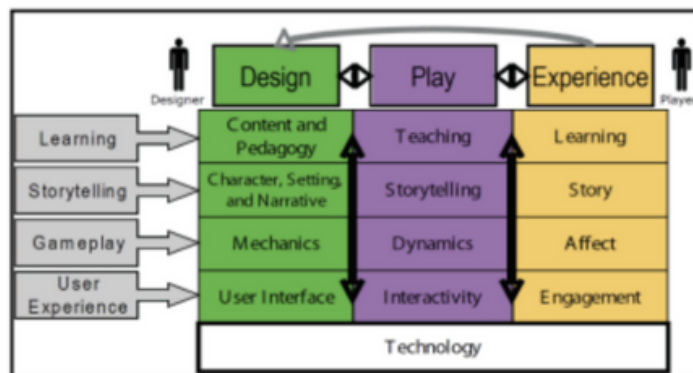 Design Play Experience
Designer Player
Learning Content and Pedagogy Teaching Learning
Storytelling Character, Setting, and Narrative Storytelling Story
Gameplay Mechanics Dynamics Affect
User Experience User Interface Interactivity Engagement
Technology